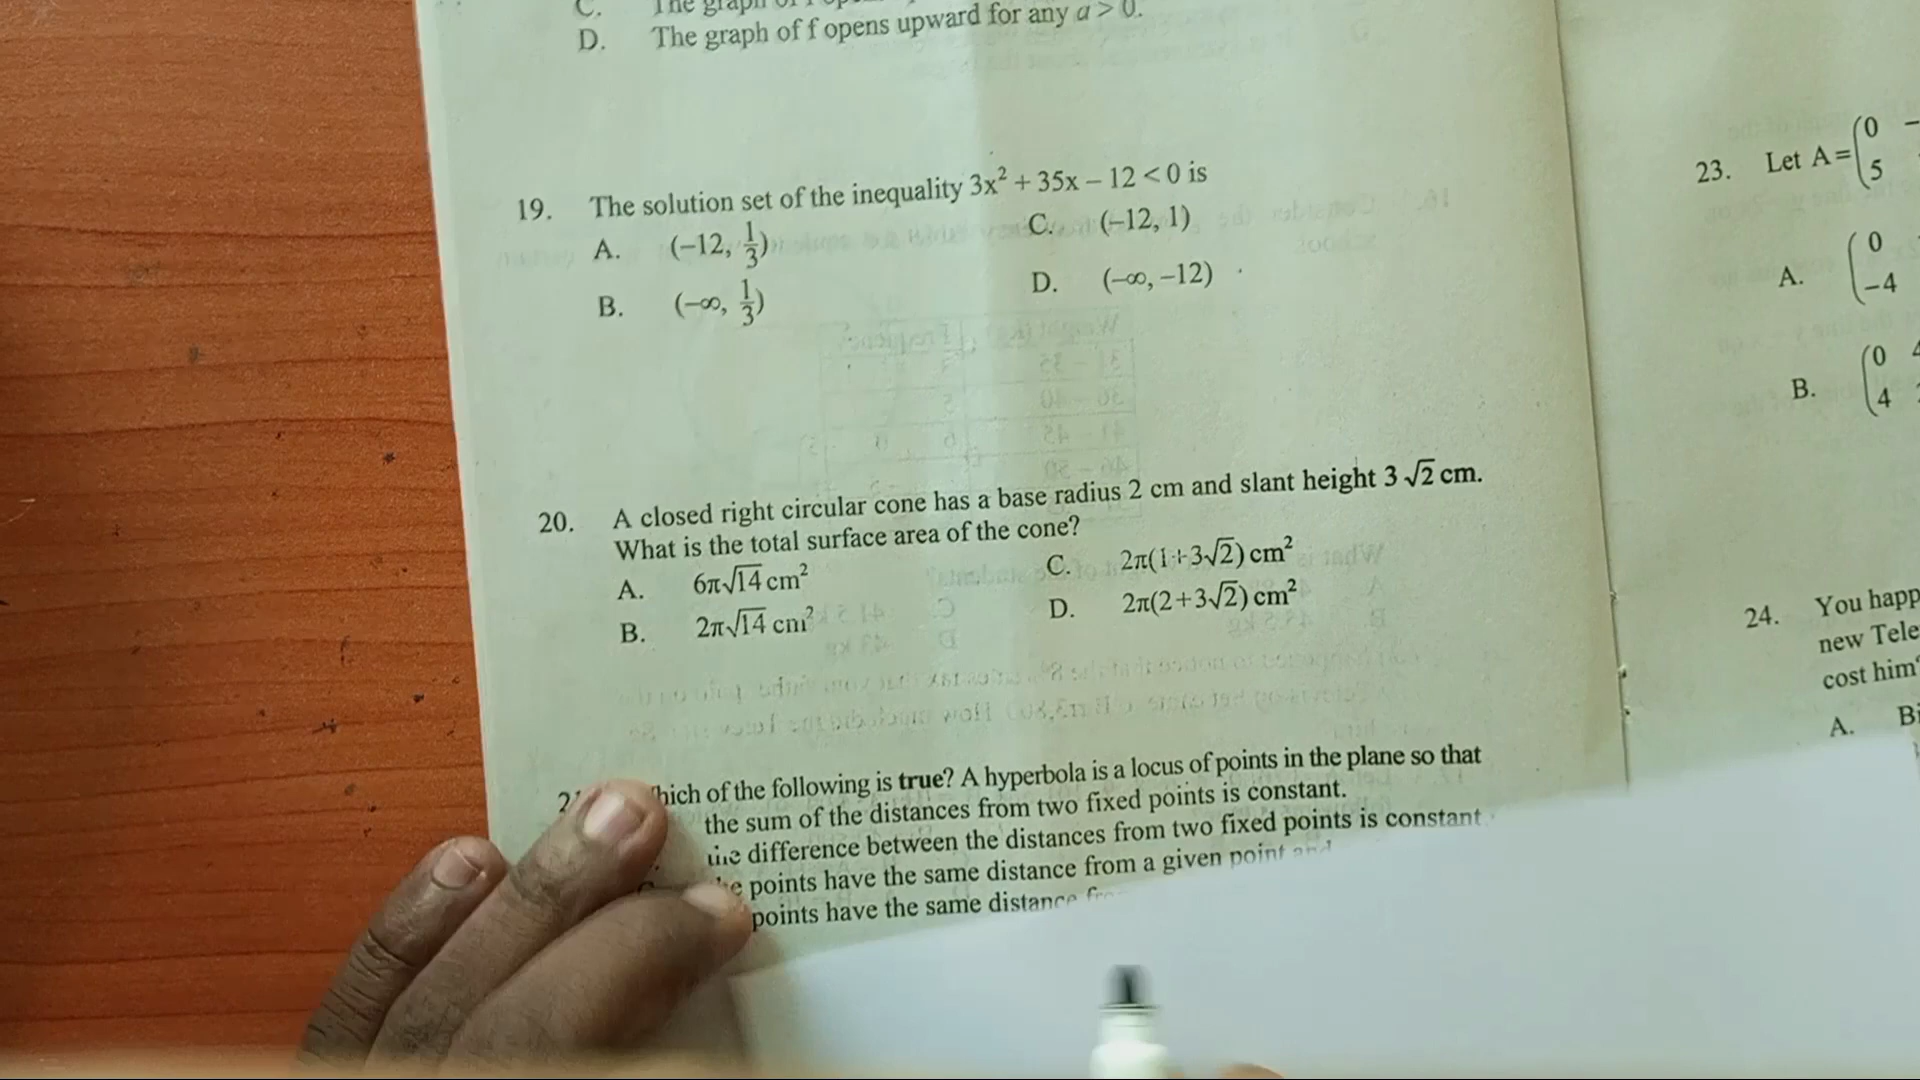 D. The graph of f opens upward for any a > 0.
19. The solution set of the inequality 3x² + 35x – 12 < 0 is
A. (–12, 1/3)
C. (–12, 1)
B. (–∞, 1/3)
D. (–∞, –12)
20. A closed right circular cone has a base radius 2 cm and slant height 3√2 cm.
What is the total surface area of the cone?
A. 6π√14 cm²
C. 2π(1+3√2) cm²
B. 2π√14 cm²
D. 2π(2+3√2) cm²
of the following is true? A hyperbola is a locus of points in the plane so that
the sum of the distances from two fixed points is constant.
the difference between the distances from two fixed points is constant
points have the same distance from a given point
points have the same distance
23. Let A = (0
5
A. (0
–4
B. (0
4
24. You
new
cost him
A.